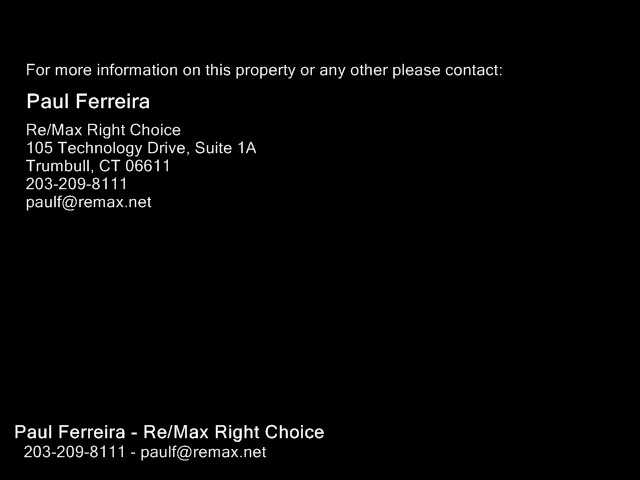 For more information on this property or any other please contact:
Paul Ferreira
Re/Max Right Choice
105 Technology Drive, Suite 1A
Trumbull, CT 06611
203-209-8111
paulf@remax.net
Paul Ferreira - Re/Max Right Choice
203-209-8111 - paulf@remax.net